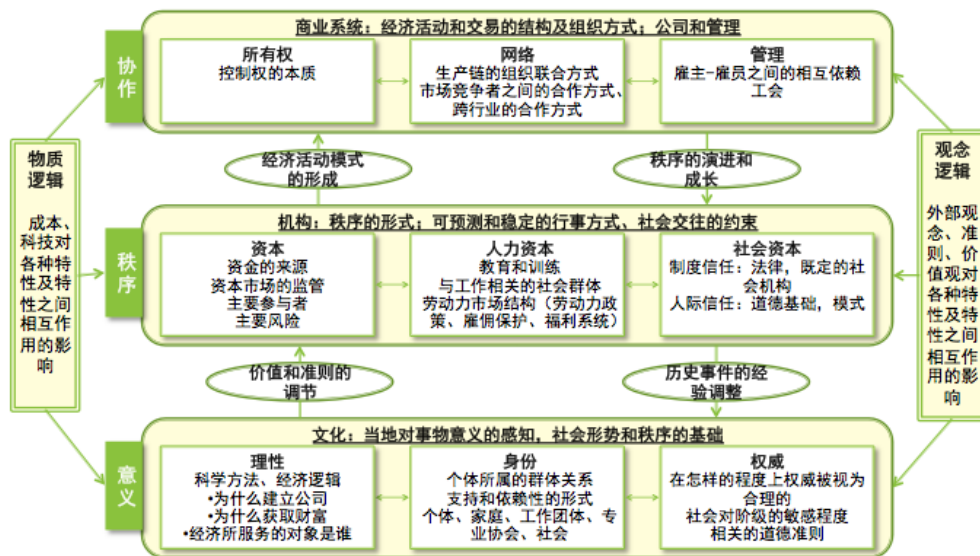 商业系统：经济活动和交易的结构及组织方式；公司和管理
协作
所有权
控制权的本质
网络
生产链的组织联合方式
市场竞争者之间的合作方式、
跨行业的合作方式
管理
雇主-雇员之间的相互依赖
工会
物质
逻辑
成本、
科技对
各种特
性及特
性之间
相互作
用的影
响
经济活动模式
的形成
秩序的演进和
成长
观念
逻辑
外部观
念、准
则、价
值观对
各种特
性及特
性之间
相互作
用的影
响
机构：秩序的形式；可预测和稳定的行事方式、社会交往的约束
秩序
资本
资金的来源
资本市场的监管
主要参与者
主要风险
人力资本
教育和训练
与工作相关的社会群体
劳动力市场结构（劳动力政
策、雇佣保护、福利系统）
社会资本
制度信任：法律，既定的社
会机构
人际信任：道德基础，模式
价值和准则的
调节
历史事件的经
验调整
文化：当地对事物意义的感知，社会形势和秩序的基础
意义
理性
科学方法、经济逻辑
•为什么建立公司
•为什么获取财富
•经济所服务的对象是谁
身份
个体所属的群体关系
支持和依赖性的形式
个体、家庭、工作团体、专
业协会、社会
权威
在怎样的程度上权威被视为
合理的
社会对阶级的敏感程度
相关的道德准则